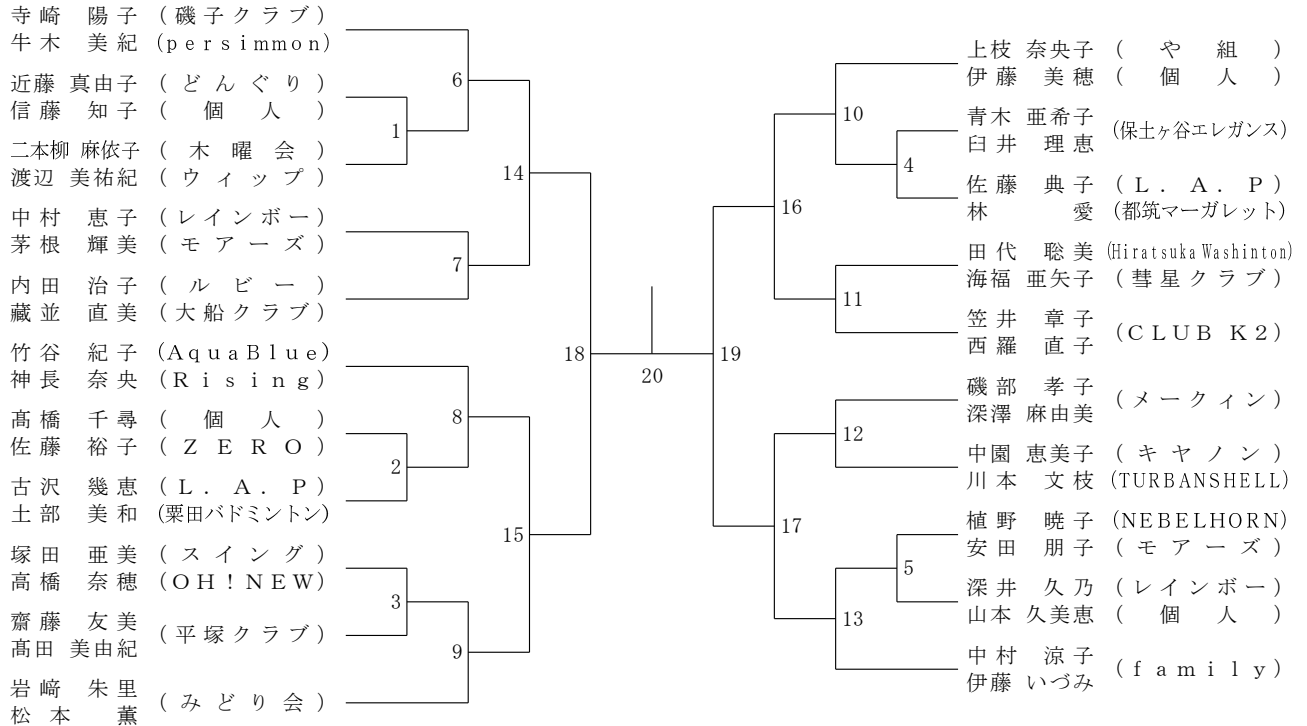 寺崎 陽子 (磯子クラブ)
牛木 美紀 (persimmon)
近藤 真由子 (どんぐり)
信藤 知子 (個人)
二本柳 麻依子 (木曜会)
渡辺 美祐紀 (ウィップ)
中村 恵子 (レインボー)
茅根 輝美 (モアーズ)
内田 治子 (ルビー)
藏並 直美 (大船クラブ)
竹谷 紀子 (AquaBlue)
神長 奈央 (Rising)
髙橋 千尋 (個人)
佐藤 裕子 (ZERO)
古沢 幾恵 (L.A.P)
土部 美和 (栗田バドミントン)
塚田 亜美 (スイング)
高橋 奈穂 (OH!NEW)
齋藤 友美
髙田 美由紀
(平塚クラブ)
岩﨑 朱里
松本 薫
(みどり会)
6
1
14
7
18
8
2
15
3
9
20
19
10
4
16
11
12
17
5
13
上枝 奈央子 (や組)
伊藤 美穂 (個人)
青木 亜希子
臼井 理恵
(保土ヶ谷エレガンス)
佐藤 典子 (L.A.P)
林 愛 (都筑マーガレット)
田代 聡美 (Hiratsuka Washinton)
海福 亜矢子 (彗星クラブ)
笠井 章子
西羅 直子
(CLUB K2)
磯部 孝子
深澤 麻由美
(メークィン)
中園 恵美子 (キヤノン)
川本 文枝 (TURBANSHELL)
植野 暁子 (NEBELHORN)
安田 朋子 (モアーズ)
深井 久乃 (レインボー)
山本 久美恵 (個人)
中村 涼子
伊藤 いづみ
(family)